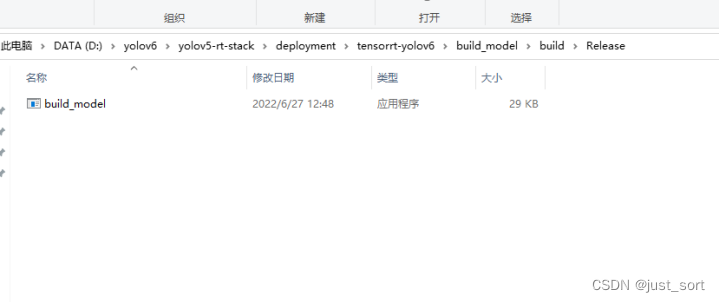 组织 新建 打开 选择
此电脑 › DATA (D:) › yolov6 › yolov5-rt-stack › deployment › tensorrt-yolov6 › build_model › build › Release
名称 修改日期 类型 大小
build_model 2022/6/27 12:48 应用程序 29 KB
CSDN @just_sort